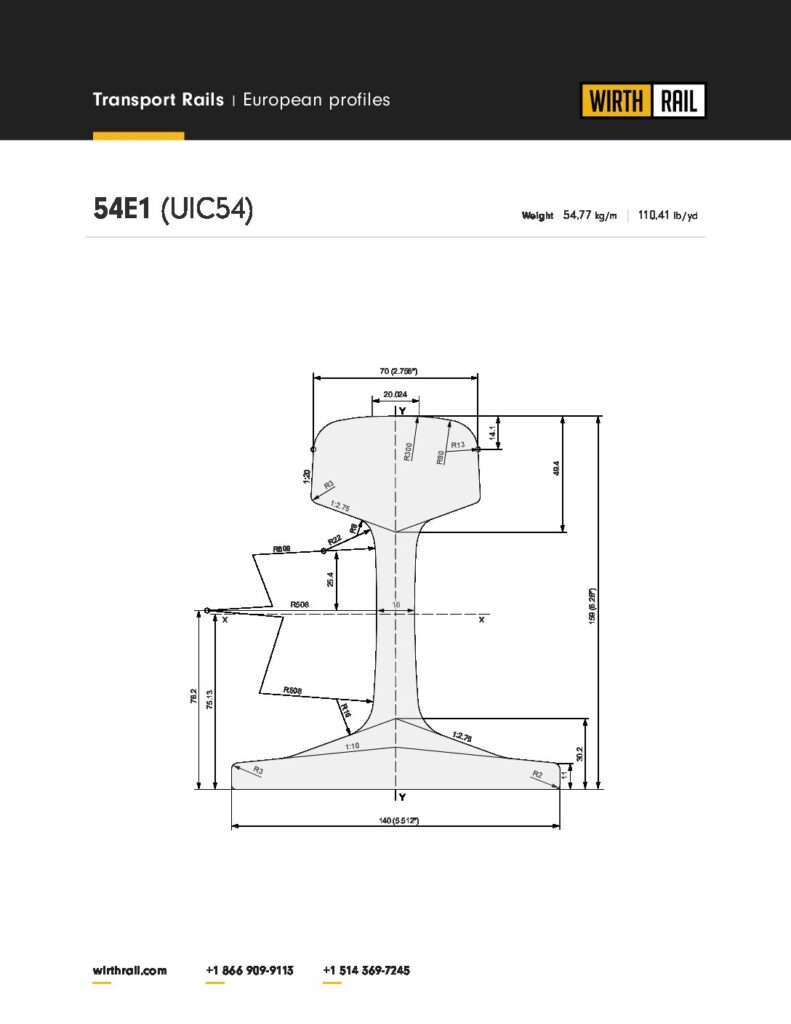 Transport Rails | European profiles
WIRTH RAIL
54E1 (UIC54)
Weight 54,77 kg/m | 110,41 lb/yd
70 (2.756")
20.024
Y
14.1
R13
R300
R80
49.4
1:20
R3
1:2.75
R8
R22
R508
25.4
R508
16
X
X
159 (6.26")
76.2
75.13
R508
R16
1:2.75
1:10
30.2
R3
R2
11
Y
140 (5.512")
wirthrail.com
+1 866 909-9113
+1 514 369-7245